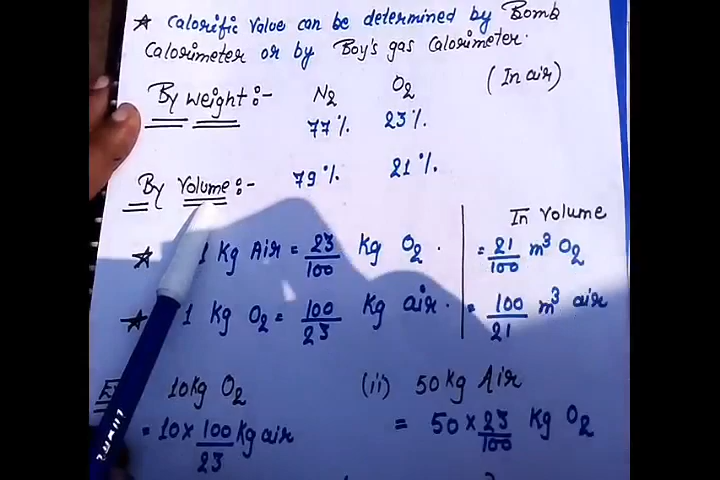 ★ Calorific Value can be determined by Bomb
Calorimeter or by Boy's gas Calorimeter.
By weight :- N2 O2 (In air)
77 % 23 %.
By Volume :- 79 % 21 %.
In volume
★ 1 Kg Air = 23/100 Kg O2 . = 21/100 m³ O2
★ 1 Kg O2 = 100/23 Kg air . = 100/21 m³ air
10Kg O2 (ii) 50 Kg Air
= 10 × 100/23 Kg air = 50 × 23/100 Kg O2